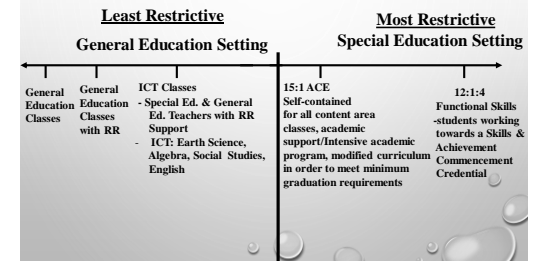 Least Restrictive
General Education Setting
Most Restrictive
Special Education Setting
General
Education
Classes
General
Education
Classes
with RR
ICT Classes
- Special Ed. & General
Ed. Teachers with RR
Support
- ICT: Earth Science,
Algebra, Social Studies,
English
15:1 ACE
Self-contained
for all content area
classes, academic
support/Intensive academic
program, modified curriculum
in order to meet minimum
graduation requirements
12:1:4
Functional Skills
-students working
towards a Skills &
Achievement
Commencement
Credential